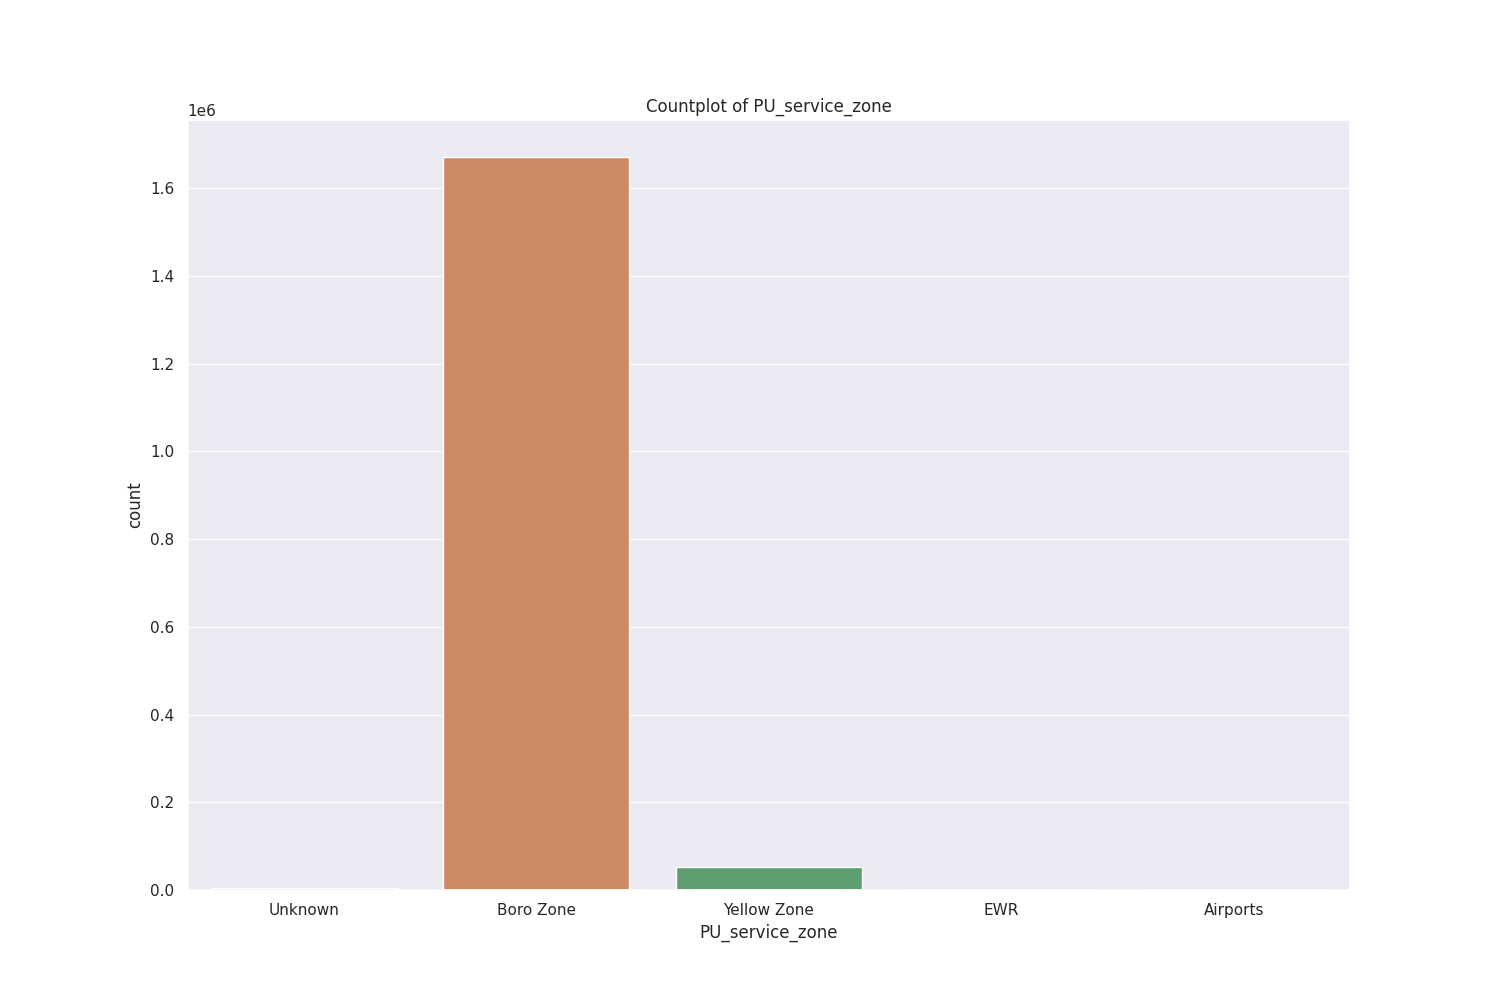 Countplot of PU_service_zone
1e6
1.6
1.4
1.2
1.0
0.8
0.6
0.4
0.2
0.0
count
Unknown Boro Zone Yellow Zone EWR Airports
PU_service_zone